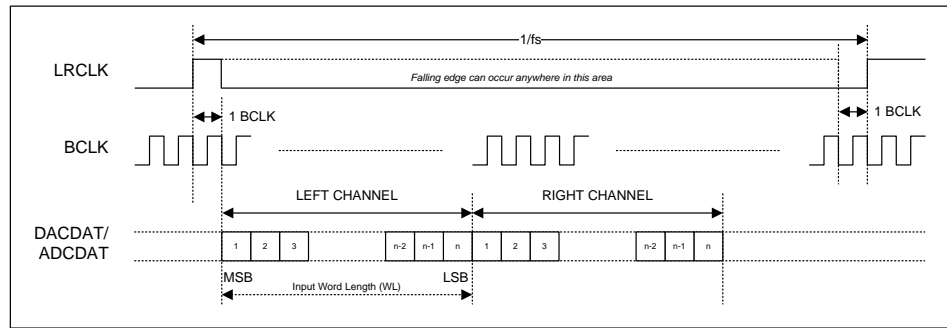 1/fs
LRCLK
Falling edge can occur anywhere in this area
1 BCLK
1 BCLK
BCLK
LEFT CHANNEL
RIGHT CHANNEL
DACDAT/
ADCDAT
1 2 3 n-2 n-1 n 1 2 3 n-2 n-1 n
MSB
LSB
Input Word Length (WL)